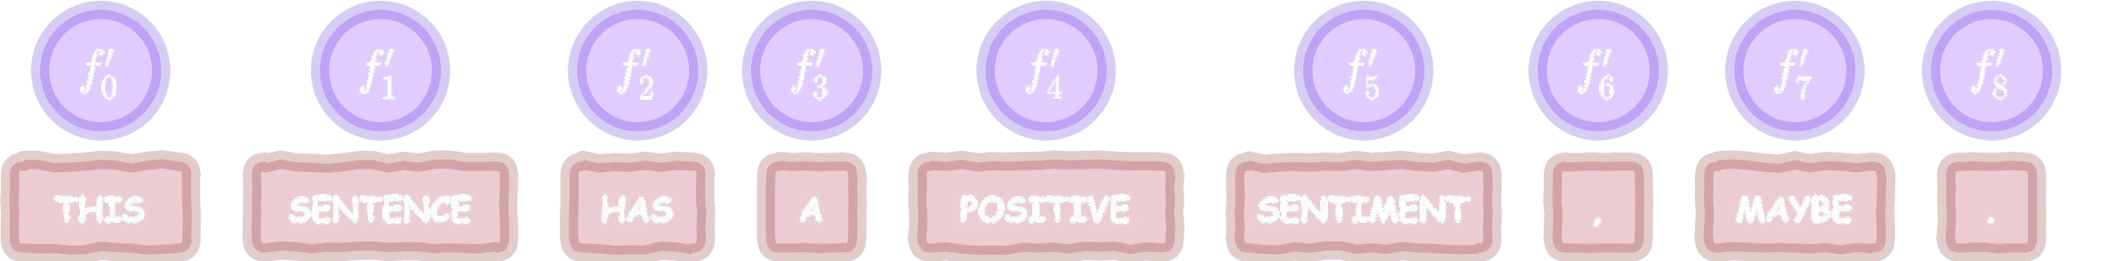 f′0 f′1 f′2 f′3 f′4 f′5 f′6 f′7 f′8
THIS SENTENCE HAS A POSITIVE SENTIMENT , MAYBE .